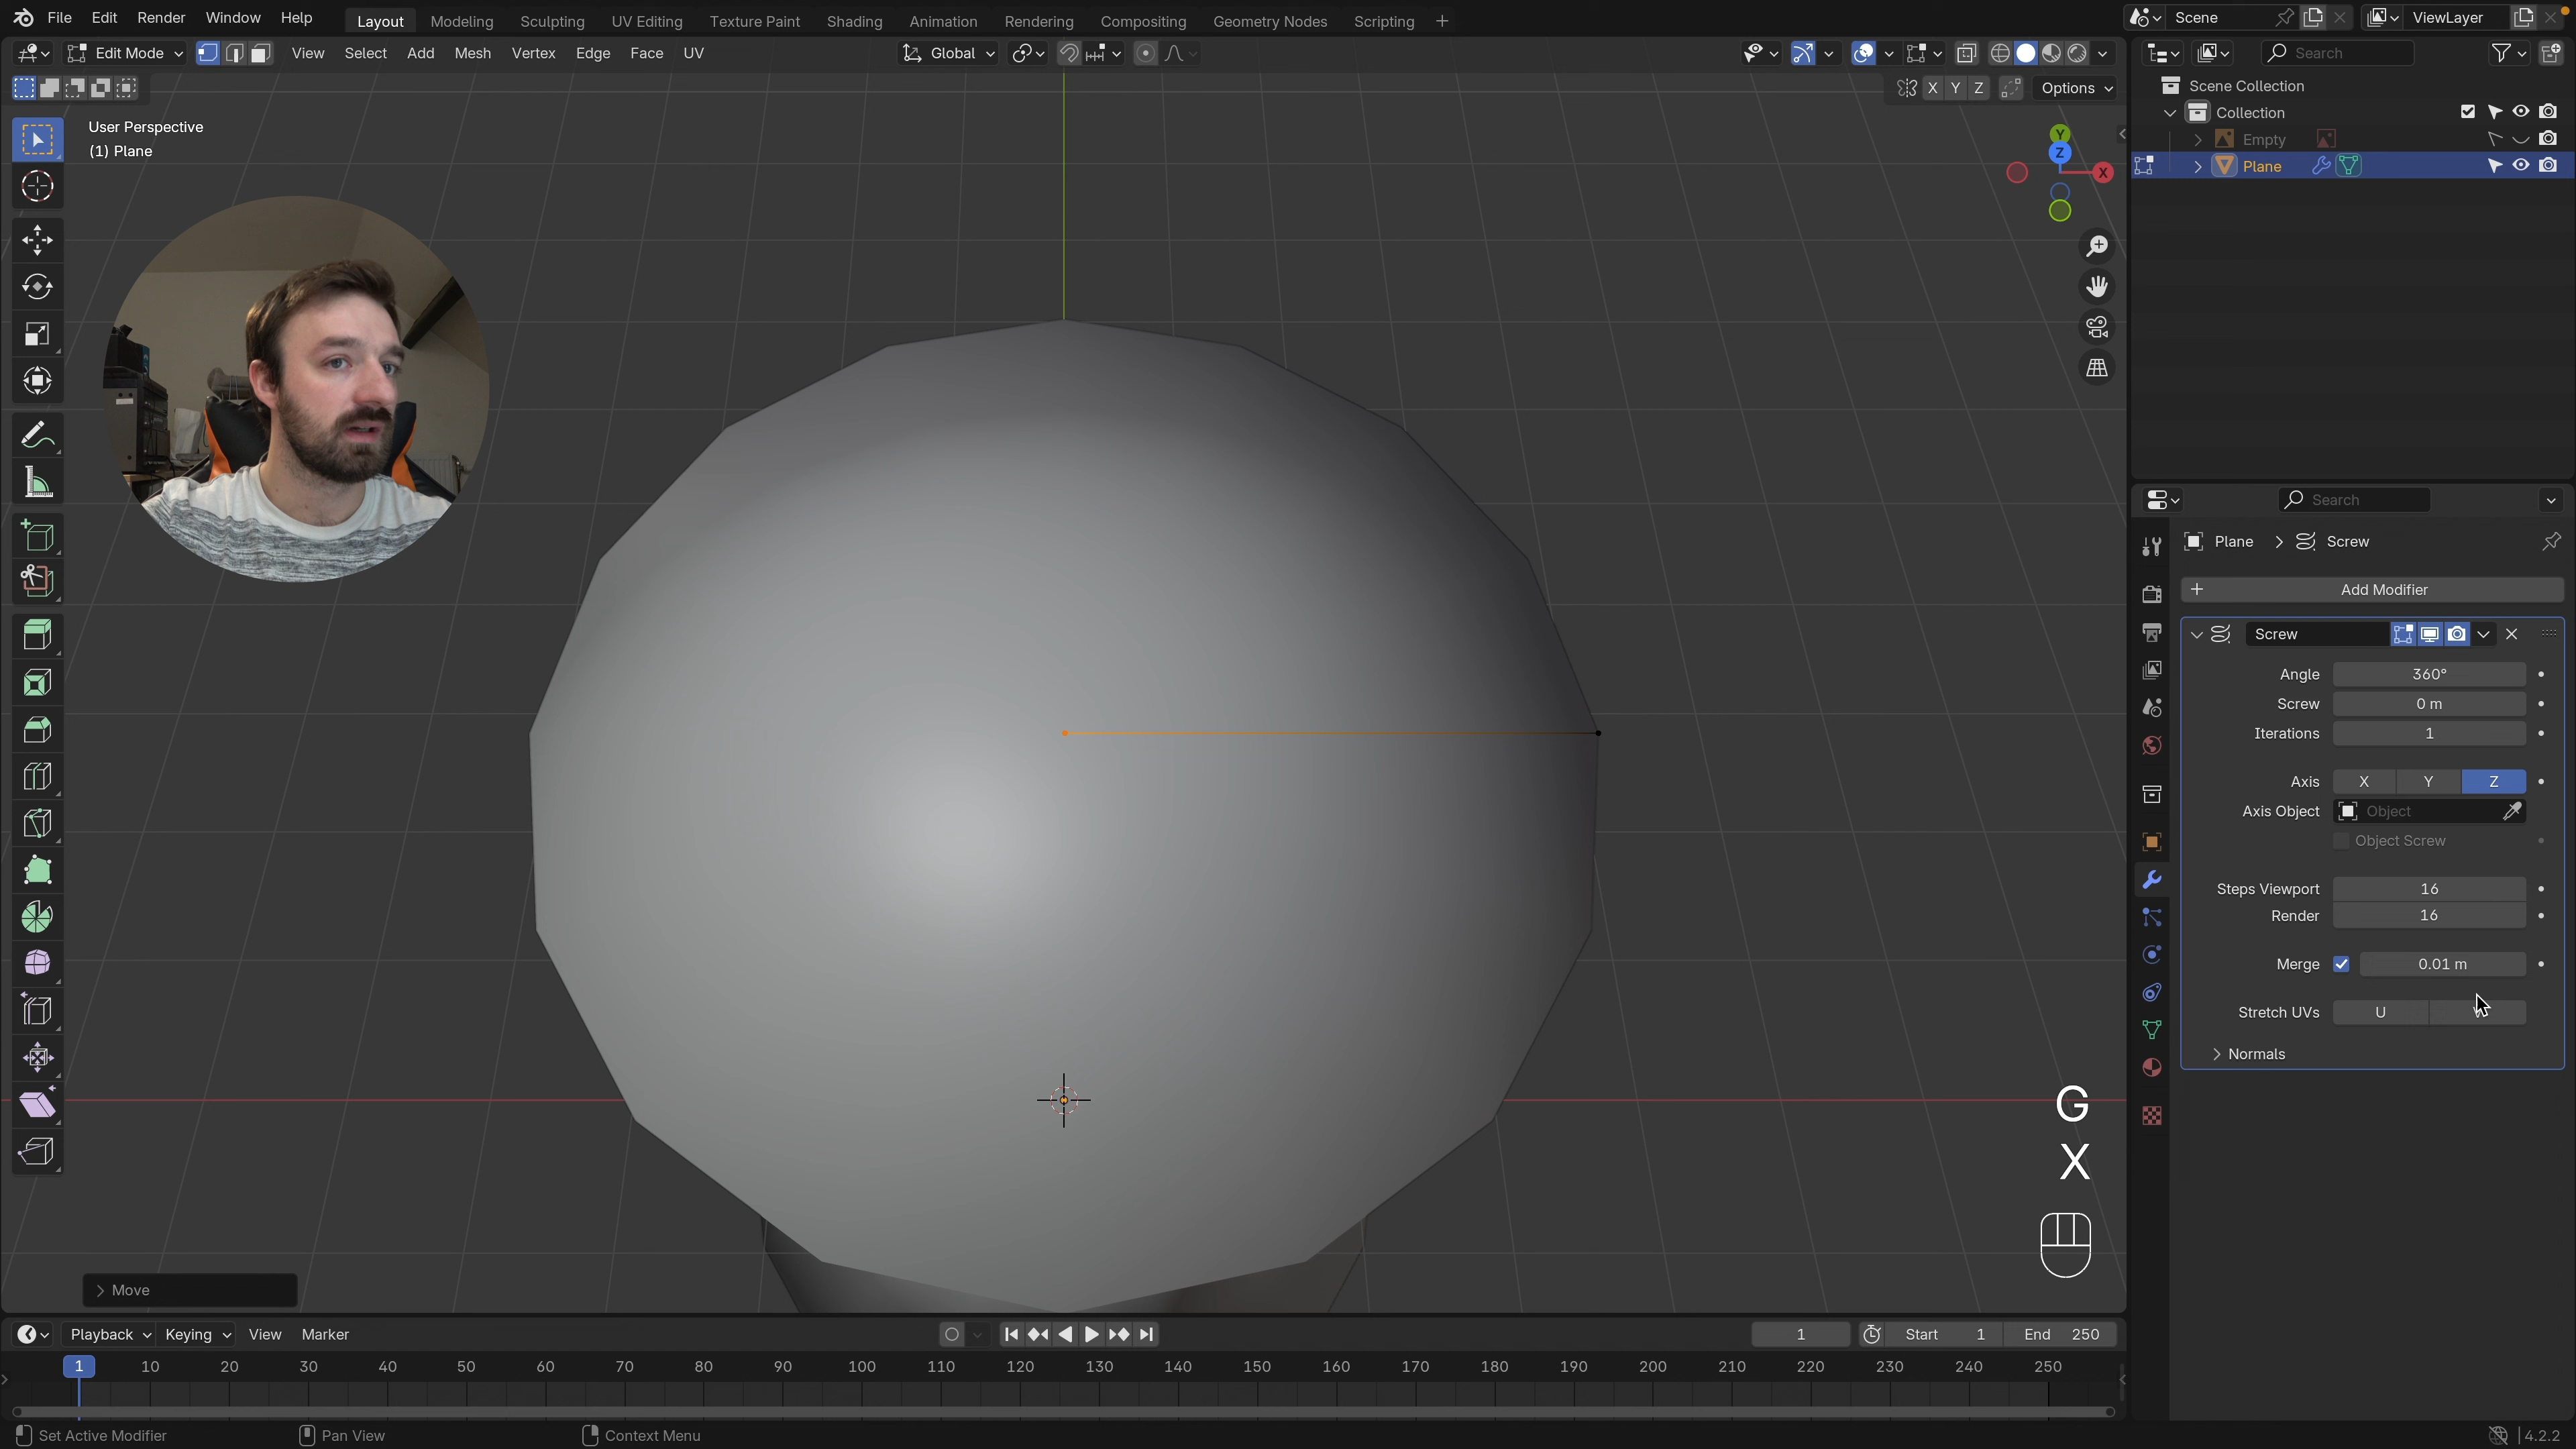 File Edit Render Window Help Layout Modeling Sculpting UV Editing Texture Paint Shading Animation Rendering Compositing Geometry Nodes Scripting + Scene ViewLayer
Edit Mode View Select Add Mesh Vertex Edge Face UV Global Search
X Y Z Options
Scene Collection
Collection
Empty
Plane
User Perspective
(1) Plane
Y
Z
X
Search
Plane > Screw
+ Add Modifier
Screw
Angle 360°
Screw 0 m
Iterations 1
Axis X Y Z
Axis Object Object
Object Screw
Steps Viewport 16
Render 16
Merge 0.01 m
Stretch UVs U
Normals
G
X
Move
Playback Keying View Marker 1 Start 1 End 250
1 10 20 30 40 50 60 70 80 90 100 110 120 130 140 150 160 170 180 190 200 210 220 230 240 250
Set Active Modifier Pan View Context Menu 4.2.2